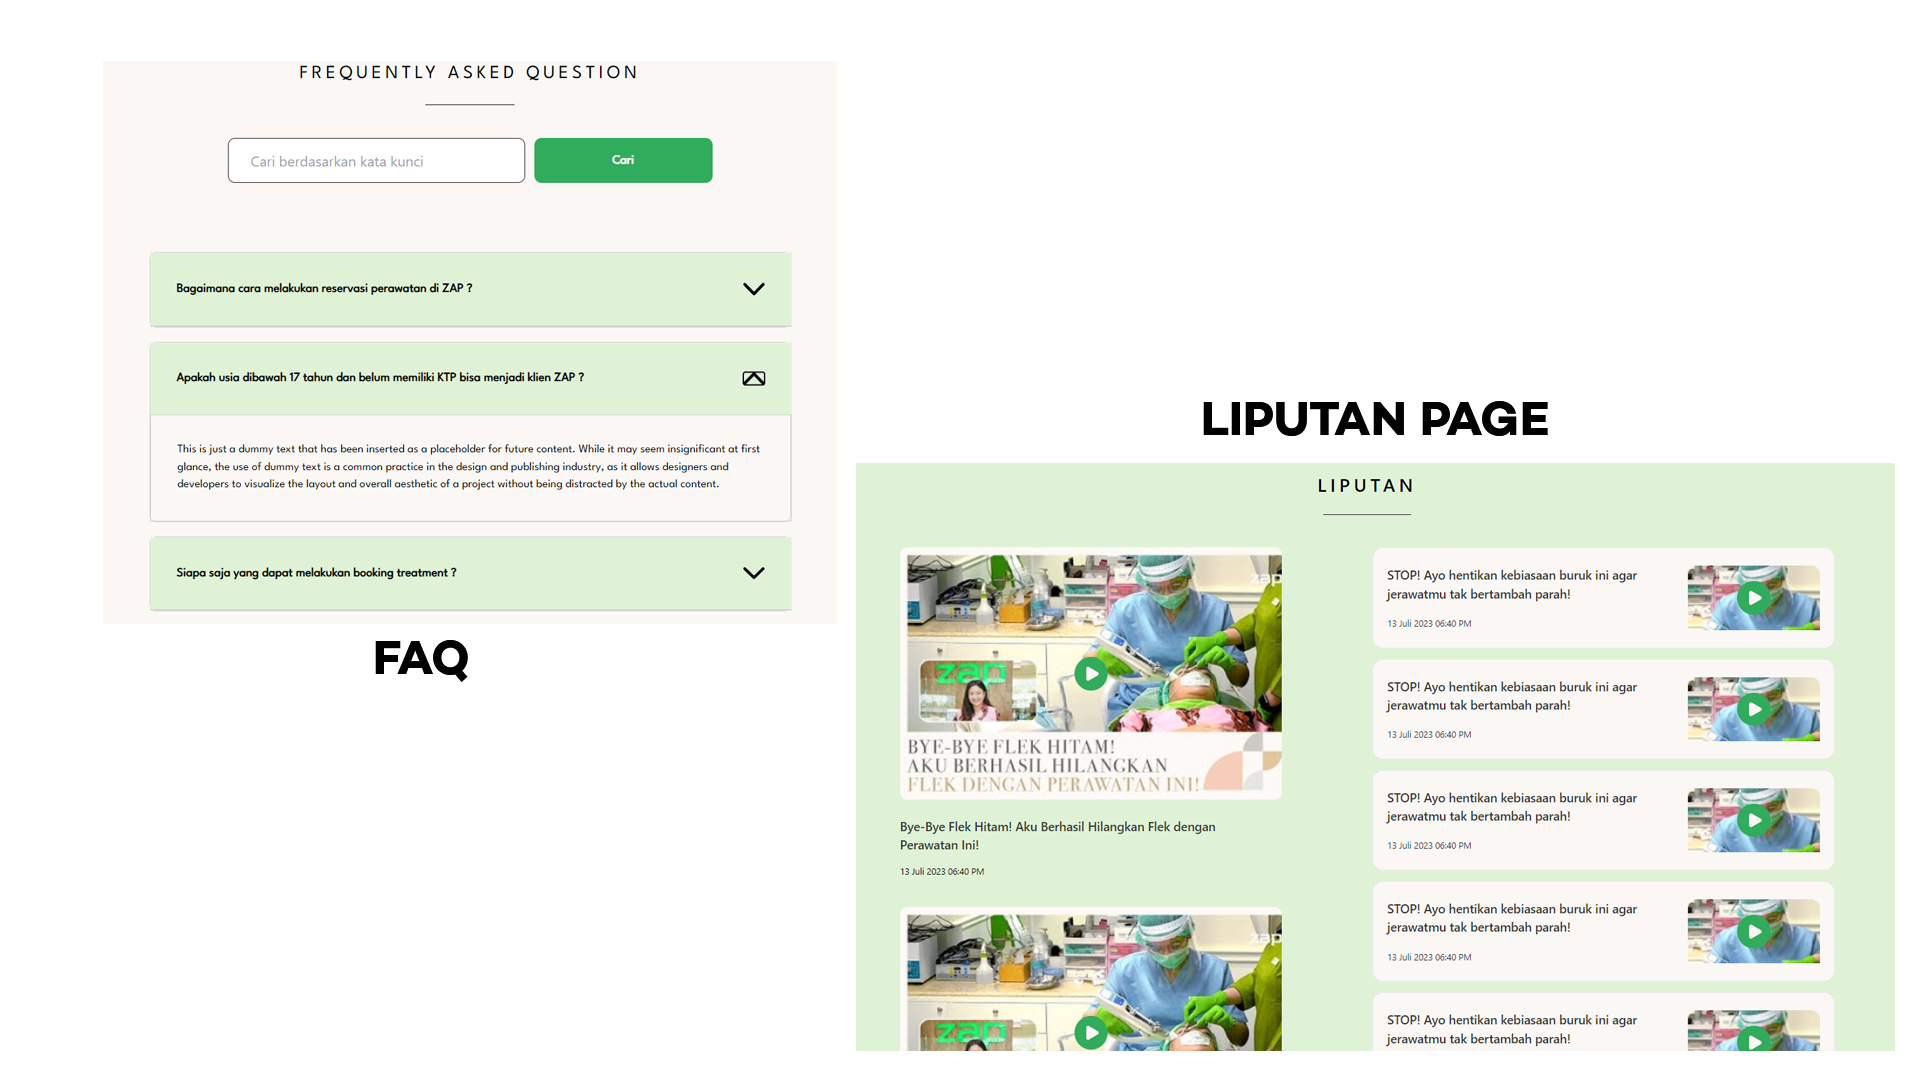 FREQUENTLY ASKED QUESTION
Cari berdasarkan kata kunci
Cari
Bagaimana cara melakukan reservasi perawatan di ZAP ?
Apakah usia dibawah 17 tahun dan belum memiliki KTP bisa menjadi klien ZAP ?
This is just a dummy text that has been inserted as a placeholder for future content. While it may seem insignificant at first
glance, the use of dummy text is a common practice in the design and publishing industry, as it allows designers and
developers to visualize the layout and overall aesthetic of a project without being distracted by the actual content.
Siapa saja yang dapat melakukan booking treatment ?
FAQ
LIPUTAN PAGE
LIPUTAN
zap
zap
BYE-BYE FLEK HITAM!
AKU BERHASIL HILANGKAN
FLEK DENGAN PERAWATAN INI!
Bye-Bye Flek Hitam! Aku Berhasil Hilangkan Flek dengan
Perawatan Ini!
13 Juli 2023 06:40 PM
zap
zap
STOP! Ayo hentikan kebiasaan buruk ini agar
jerawatmu tak bertambah parah!
13 Juli 2023 06:40 PM
STOP! Ayo hentikan kebiasaan buruk ini agar
jerawatmu tak bertambah parah!
13 Juli 2023 06:40 PM
STOP! Ayo hentikan kebiasaan buruk ini agar
jerawatmu tak bertambah parah!
13 Juli 2023 06:40 PM
STOP! Ayo hentikan kebiasaan buruk ini agar
jerawatmu tak bertambah parah!
13 Juli 2023 06:40 PM
STOP! Ayo hentikan kebiasaan buruk ini agar
jerawatmu tak bertambah parah!